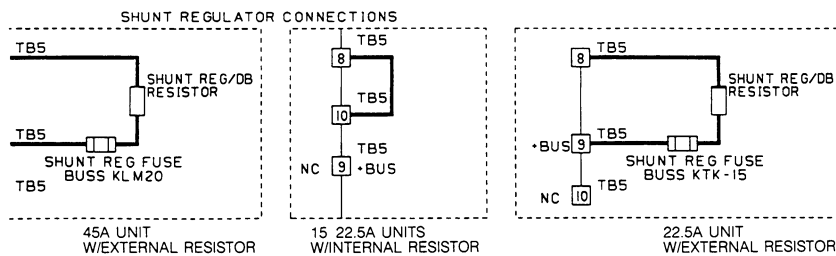 SHUNT REGULATOR CONNECTIONS
TB5
SHUNT REG/DB
RESISTOR
TB5
SHUNT REG FUSE
BUSS KLM20
TB5
45A UNIT
W/EXTERNAL RESISTOR
TB5
8
TB5
10
TB5
NC 9 +BUS
15 22.5A UNITS
W/INTERNAL RESISTOR
TB5
8
SHUNT REG/DB
RESISTOR
+BUS 9 TB5
SHUNT REG FUSE
BUSS KTK-15
NC 10 TB5
22.5A UNIT
W/EXTERNAL RESISTOR